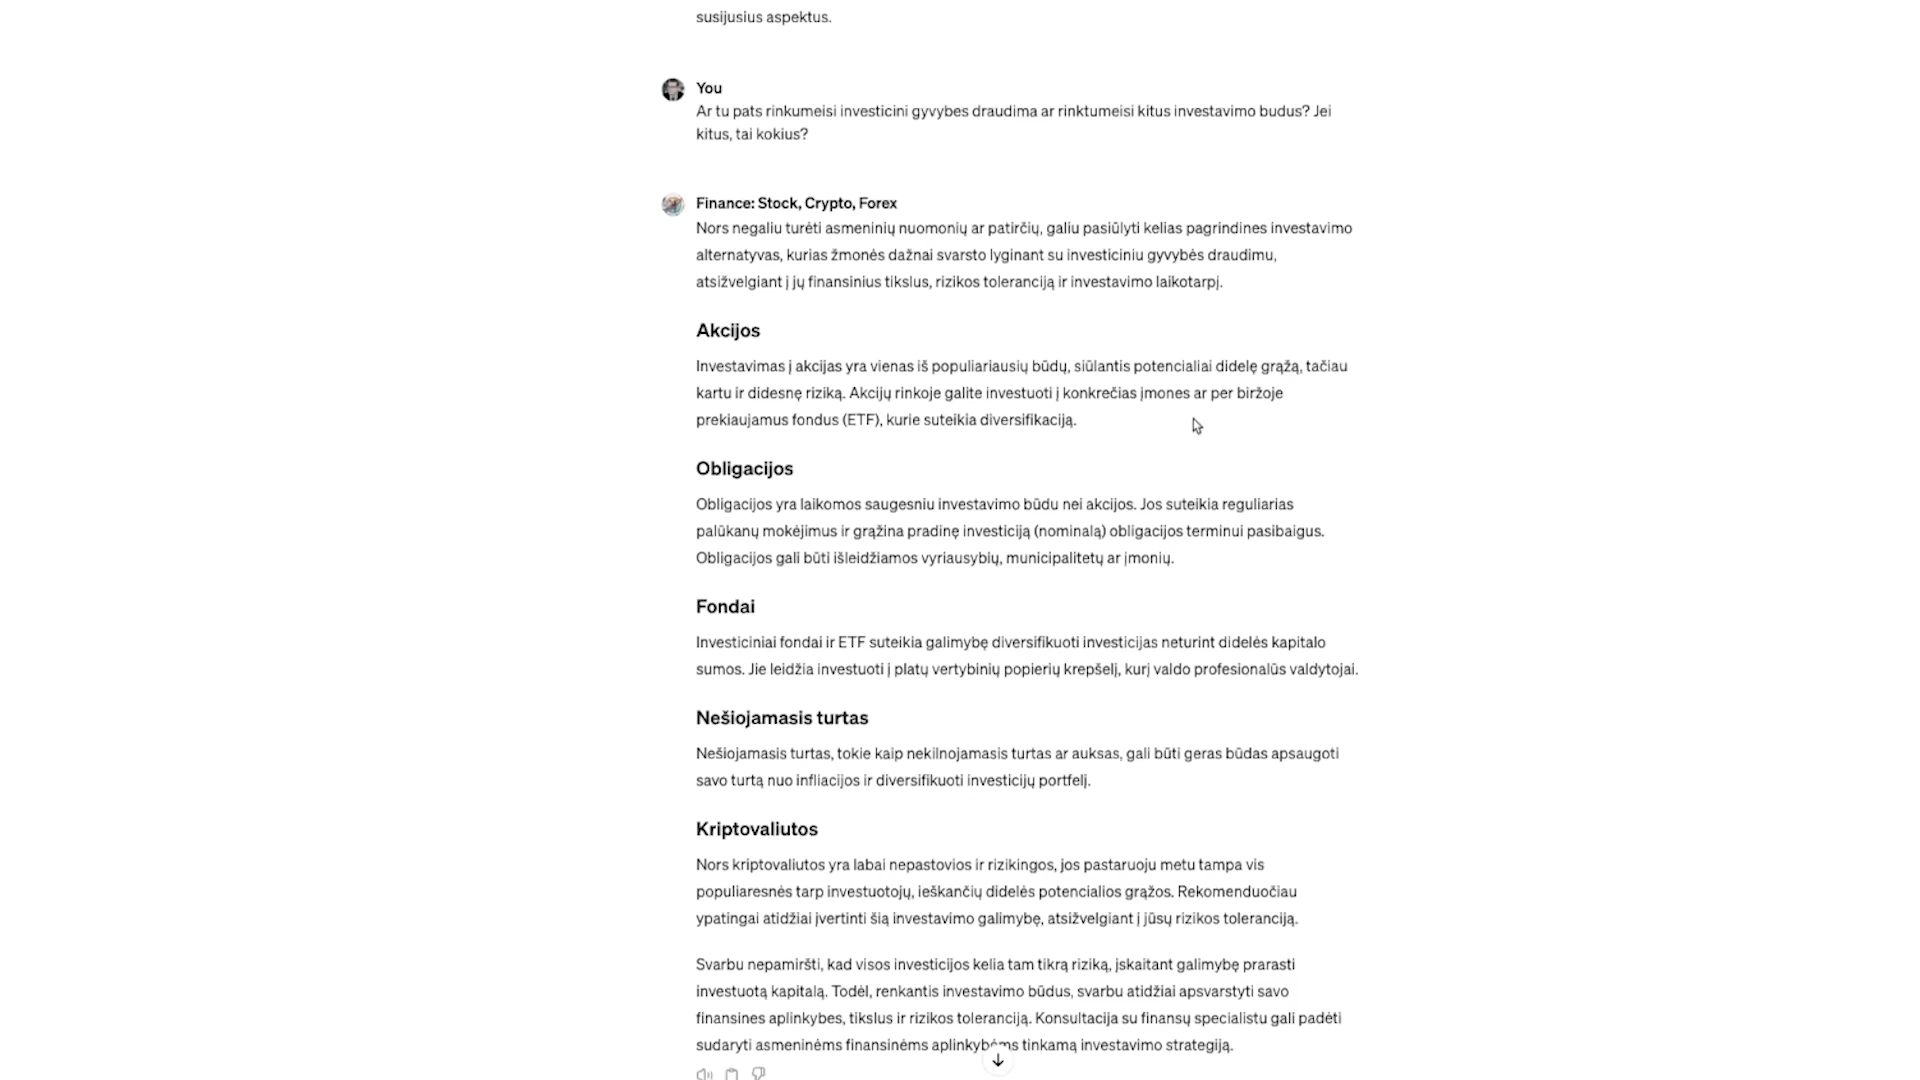 susijusius aspektus.
You
Ar tu pats rinkumeisi investicini gyvybes draudima ar rinktumeisi kitus investavimo budus? Jei
kitus, tai kokius?
Finance: Stock, Crypto, Forex
Nors negaliu turėti asmeninių nuomonių ar patirčių, galiu pasiūlyti kelias pagrindines investavimo
alternatyvas, kurias žmonės dažnai svarsto lyginant su investiciniu gyvybės draudimu,
atsižvelgiant į jų finansinius tikslus, rizikos toleranciją ir investavimo laikotarpį.
Akcijos
Investavimas į akcijas yra vienas iš populiariausių būdų, siūlantis potencialiai didelę grąžą, tačiau
kartu ir didesnę riziką. Akcijų rinkoje galite investuoti į konkrečias įmones ar per biržoje
prekiaujamus fondus (ETF), kurie suteikia diversifikaciją.
Obligacijos
Obligacijos yra laikomos saugesniu investavimo būdu nei akcijos. Jos suteikia reguliarias
palūkanų mokėjimus ir grąžina pradinę investiciją (nominalą) obligacijos terminui pasibaigus.
Obligacijos gali būti išleidžiamos vyriausybių, municipalitetų ar įmonių.
Fondai
Investiciniai fondai ir ETF suteikia galimybę diversifikuoti investicijas neturint didelės kapitalo
sumos. Jie leidžia investuoti į platų vertybinių popierių krepšelį, kurį valdo profesionalūs valdytojai.
Nešiojamasis turtas
Nešiojamasis turtas, tokie kaip nekilnojamasis turtas ar auksas, gali būti geras būdas apsaugoti
savo turtą nuo infliacijos ir diversifikuoti investicijų portfelį.
Kriptovaliutos
Nors kriptovaliutos yra labai nepastovios ir rizikingos, jos pastaruoju metu tampa vis
populiaresnės tarp investuotojų, ieškančių didelės potencialios grąžos. Rekomenduočiau
ypatingai atidžiai įvertinti šią investavimo galimybę, atsižvelgiant į jūsų rizikos toleranciją.
Svarbu nepamiršti, kad visos investicijos kelia tam tikrą riziką, įskaitant galimybę prarasti
investuotą kapitalą. Todėl, renkantis investavimo būdus, svarbu atidžiai apsvarstyti savo
finansines aplinkybes, tikslus ir rizikos toleranciją. Konsultacija su finansų specialistu gali padėti
sudaryti asmeninėms finansinėms aplinkybėms tinkamą investavimo strategiją.